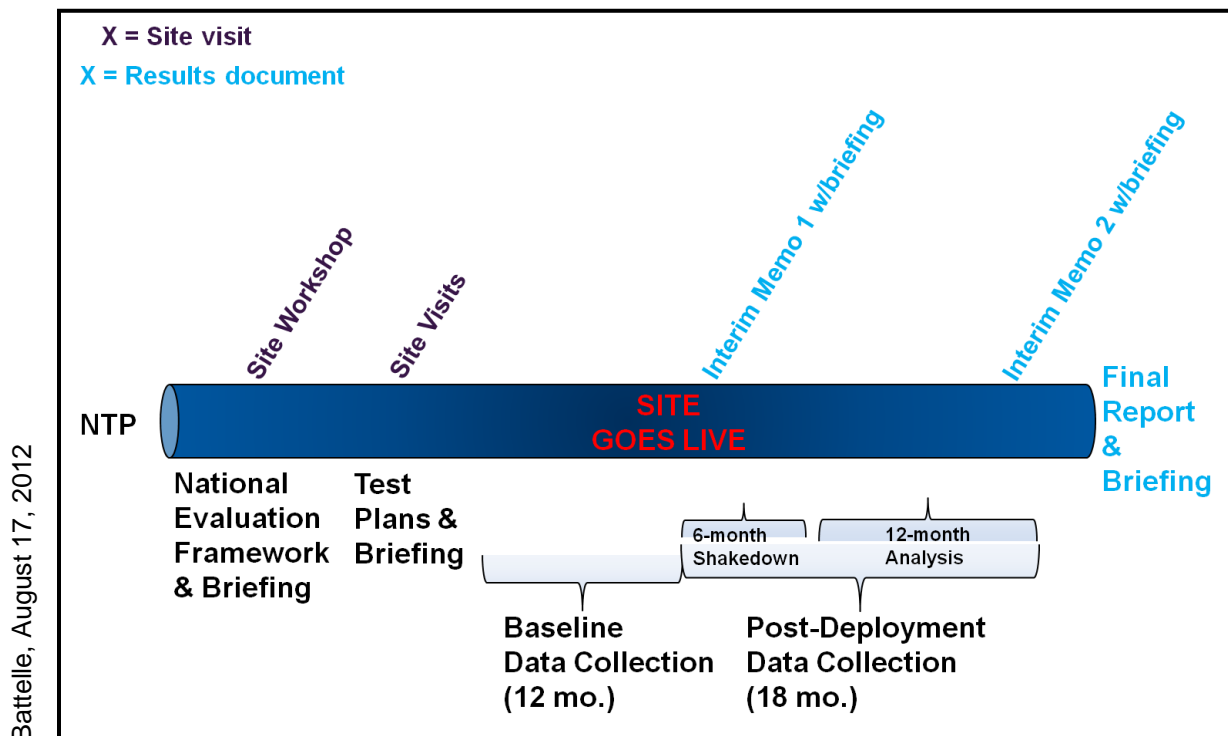 X = Site visit
X = Results document
Site Workshop
Site Visits
Interim Memo 1 w/briefing
Interim Memo 2 w/briefing
NTP
SITE
GOES LIVE
Final
Report
&
Briefing
National
Evaluation
Framework
& Briefing
Test
Plans &
Briefing
6-month
Shakedown
12-month
Analysis
Baseline
Data Collection
(12 mo.)
Post-Deployment
Data Collection
(18 mo.)
Battelle, August 17, 2012